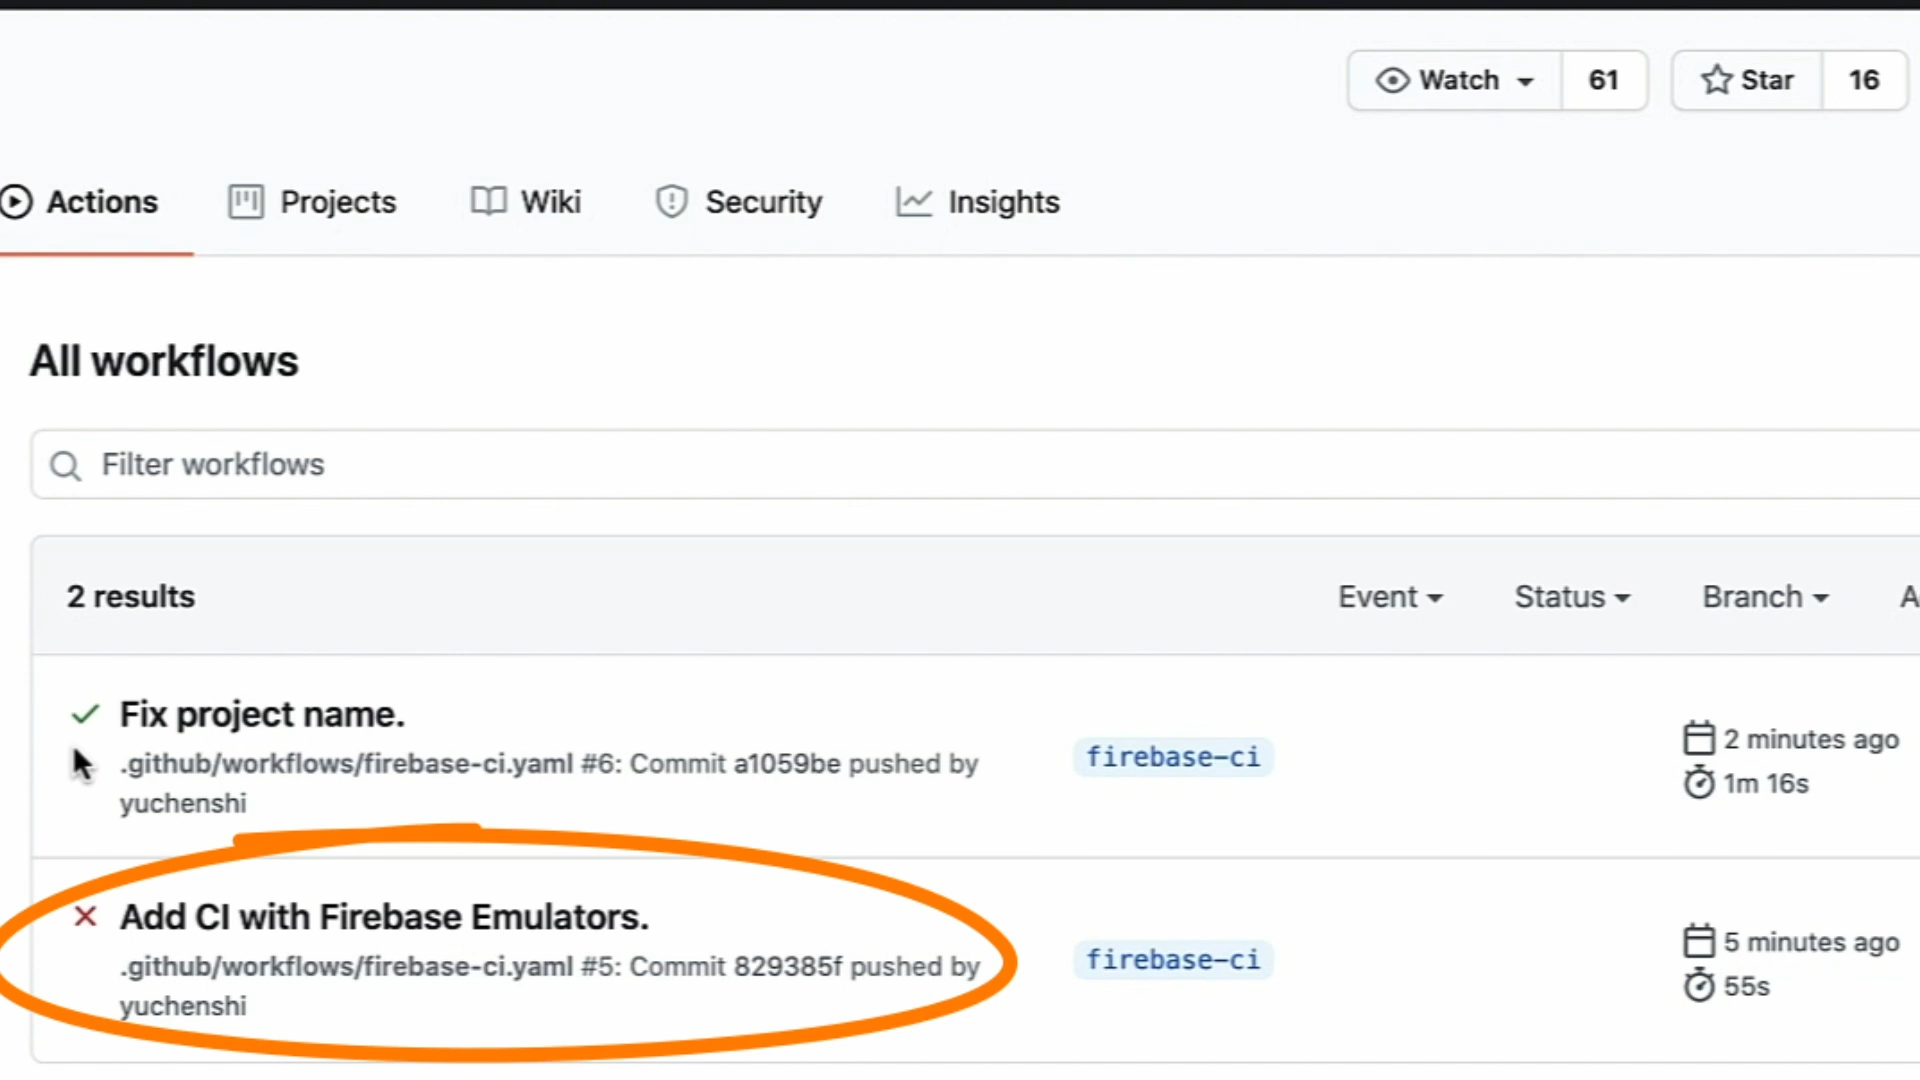 Watch 61 Star 16
Actions Projects Wiki Security Insights
All workflows
Filter workflows
2 results Event Status Branch A
Fix project name.
.github/workflows/firebase-ci.yaml #6: Commit a1059be pushed by
yuchenshi
firebase-ci
2 minutes ago
1m 16s
Add CI with Firebase Emulators.
.github/workflows/firebase-ci.yaml #5: Commit 829385f pushed by
yuchenshi
firebase-ci
5 minutes ago
55s